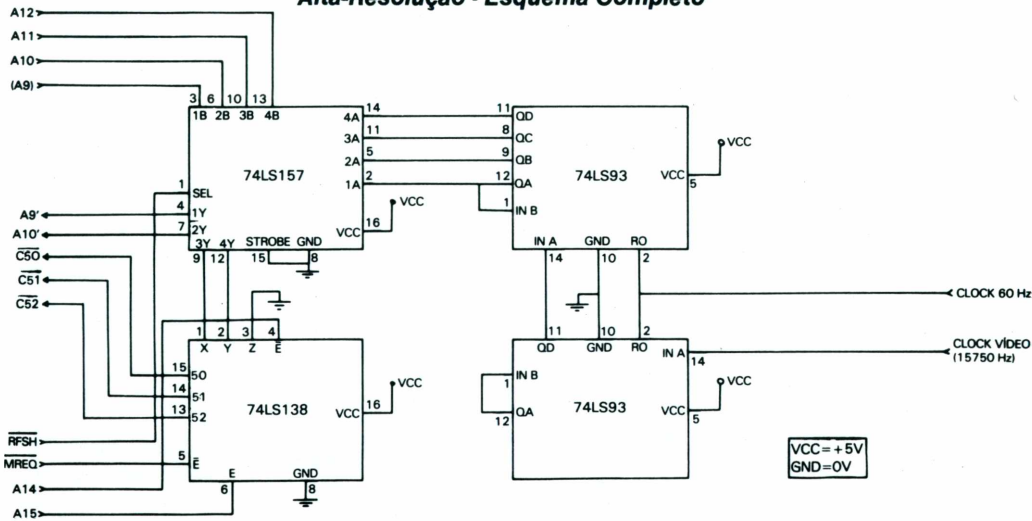 Alta-Resolução - Esquema Completo
A12
A11
A10
(A9)
3 6 10 13
1B 2B 3B 4B
4A 14
3A 11
2A 5
1A 2
74LS157
1 SEL
4 1Y
7 2Y
3Y 4Y STROBE GND
9 12 15 8
VCC 16
VCC
A9'
A10'
C50
C51
C52
11 QD
8 QC
9 QB
12 QA
1 IN B
74LS93
VCC 5
VCC
IN A GND RO
14 10 2
CLOCK 60 Hz
1 2 3 4
X Y Z E
15 50
14 51
13 52
74LS138
VCC 16
VCC
5 E
E GND
6 8
RFSH
MREQ
A14
A15
11 10 2
QD GND RO
IN A 14
CLOCK VÍDEO
(15750 Hz)
IN B
1
QA
12
74LS93
VCC 5
VCC
VCC=+5V
GND=0V